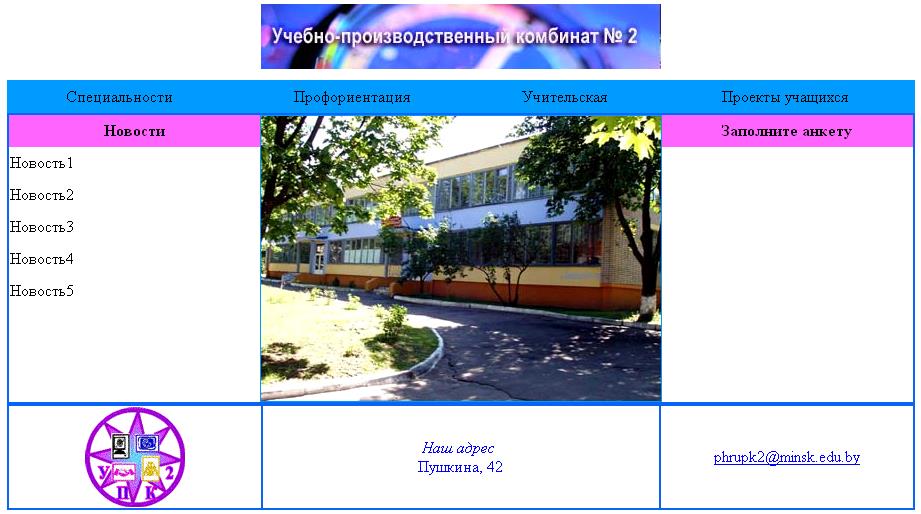 Учебно-производственный комбинат № 2
Специальности Профориентация Учительская Проекты учащихся
Новости
Заполните анкету
Новость1
Новость2
Новость3
Новость4
Новость5
У 2
П К
Наш адрес
Пушкина, 42
phrupk2@minsk.edu.by